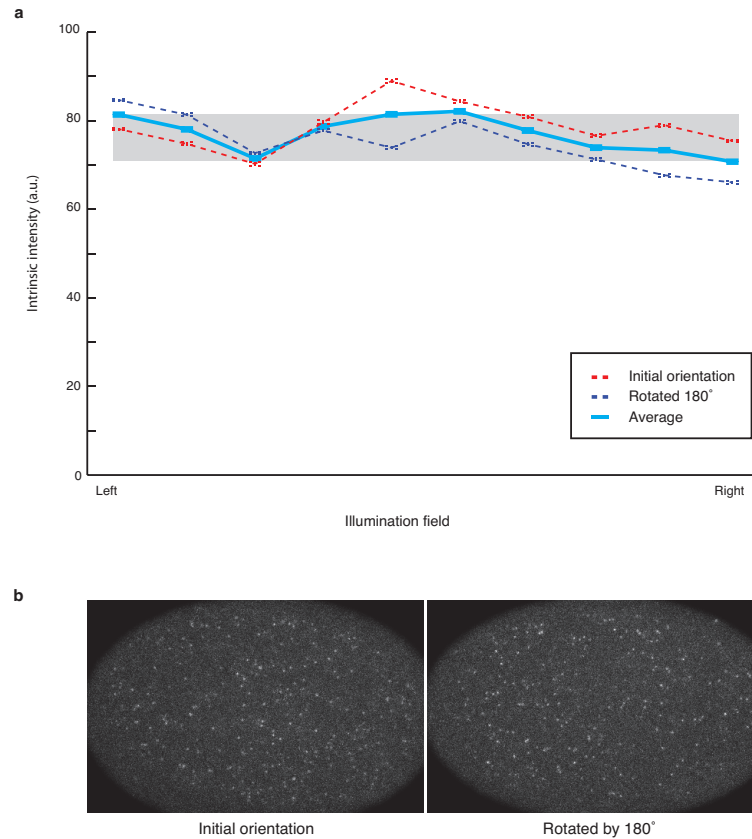 a
100
80
60
40
20
0
Intrinsic intensity (a.u.)
Initial orientation
Rotated 180°
Average
Left
Right
Illumination field
b
Initial orientation
Rotated by 180°